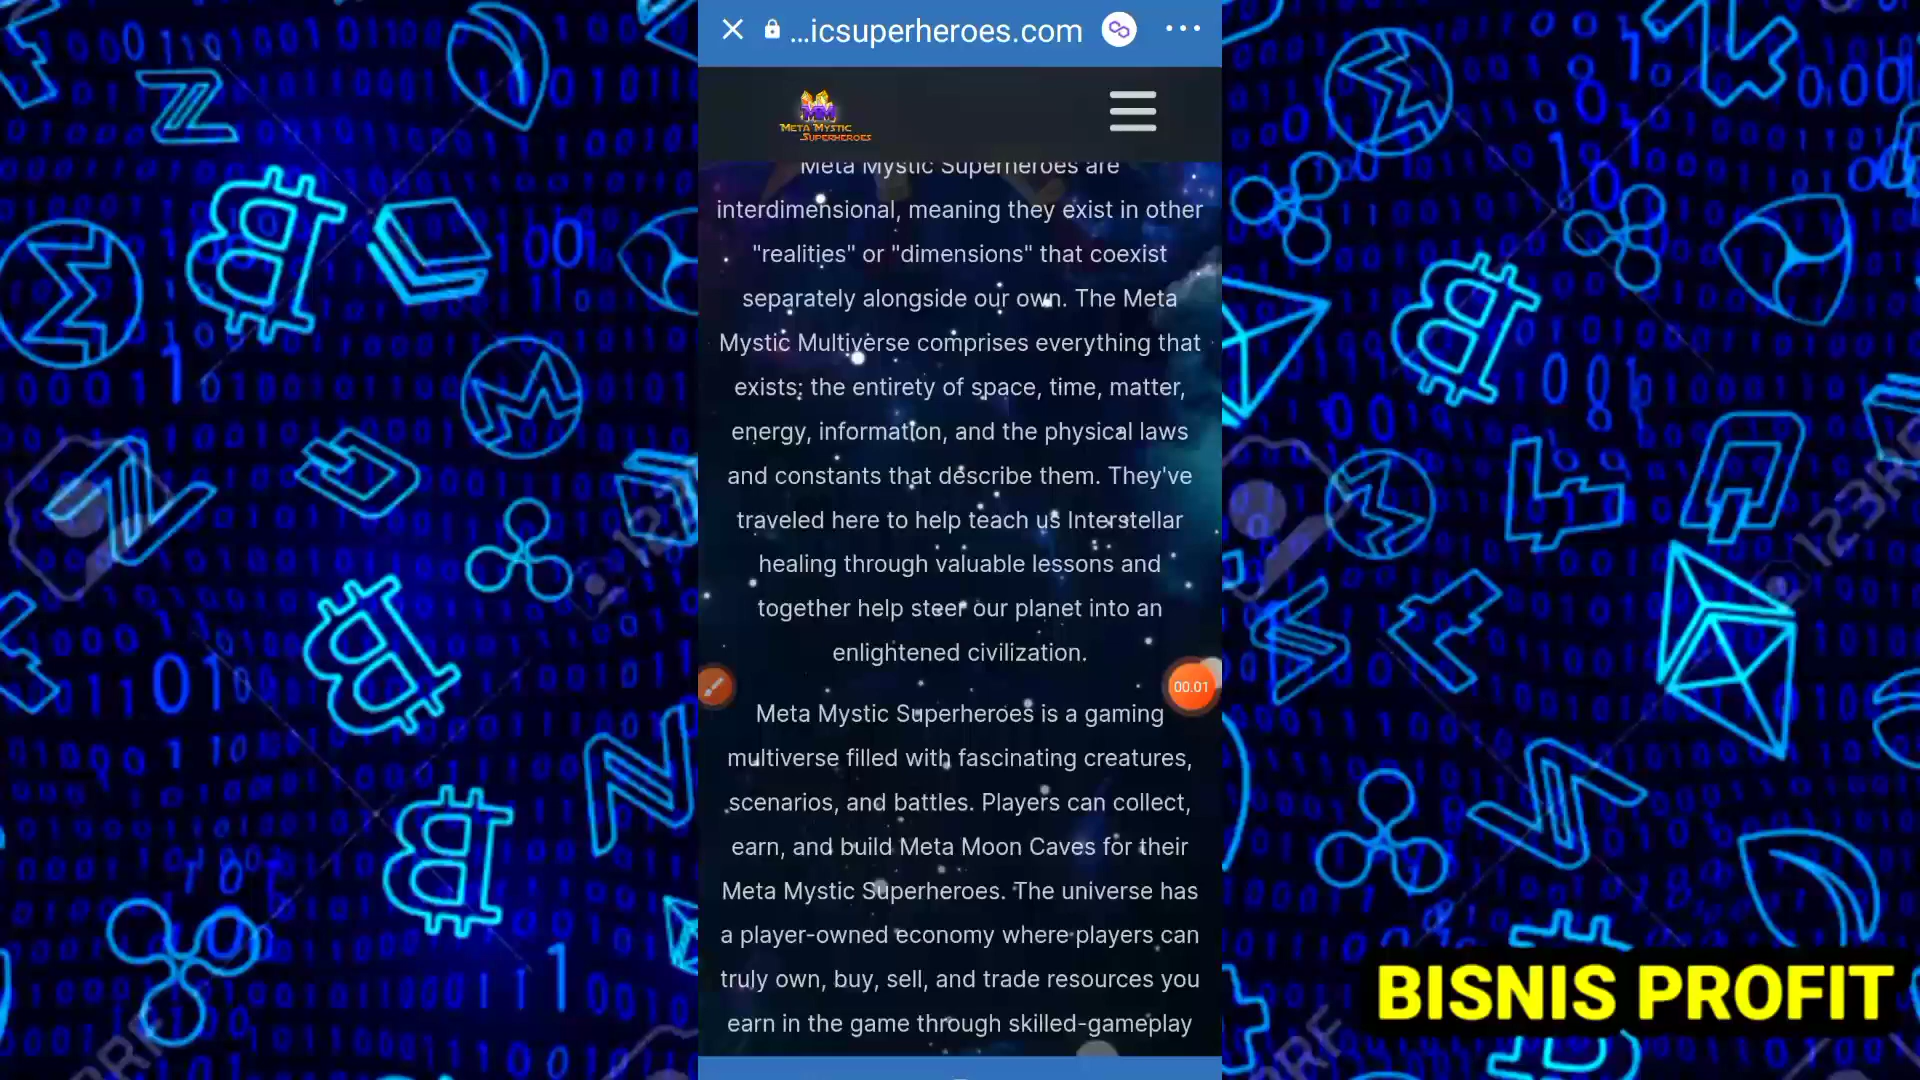 ...icsuperheroes.com
META MYSTIC
SUPERHEROES
Meta Mystic Superheroes are
interdimensional, meaning they exist in other
"realities" or "dimensions" that coexist
separately alongside our own. The Meta
Mystic Multiverse comprises everything that
exists; the entirety of space, time, matter,
energy, information, and the physical laws
and constants that describe them. They've
traveled here to help teach us Interstellar
healing through valuable lessons and
together help steer our planet into an
enlightened civilization.
00.01
Meta Mystic Superheroes is a gaming
multiverse filled with fascinating creatures,
scenarios, and battles. Players can collect,
earn, and build Meta Moon Caves for their
Meta Mystic Superheroes. The universe has
a player-owned economy where players can
truly own, buy, sell, and trade resources you
earn in the game through skilled-gameplay
BISNIS PROFIT